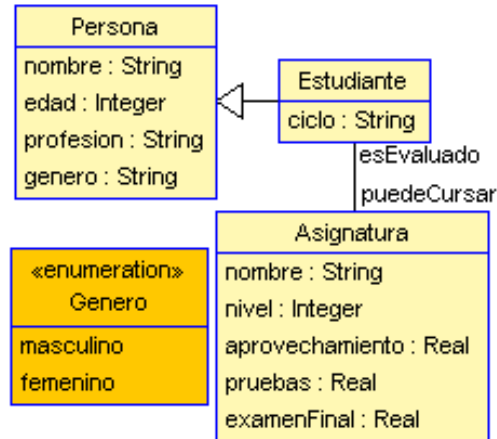 Persona
nombre : String
edad : Integer
profesion : String
genero : String
Estudiante
ciclo : String
esEvaluado
puedeCursar
Asignatura
nombre : String
nivel : Integer
aprovechamiento : Real
pruebas : Real
examenFinal : Real
«enumeration»
Genero
masculino
femenino